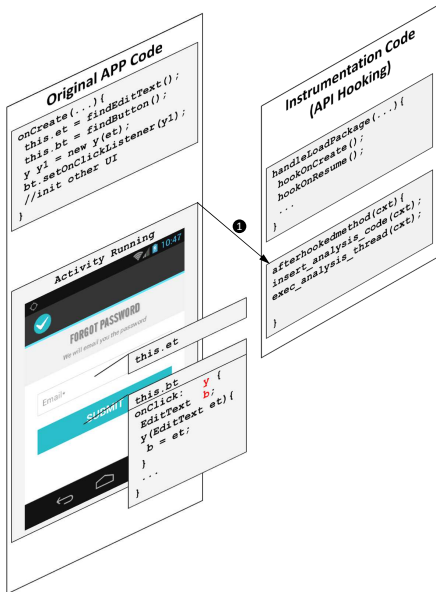 Original APP Code
onCreate(...){
this.et = findEditText();
this.bt = findButton();
y y1 = new y(et);
bt.setOnClickListener(y1);
//init other UI
}
Activity Running
10:47
FORGOT PASSWORD
We will email you the password
Email*
SUBMIT
this.et
this.bt
onClick: y {
EditText b;
y(EditText et){
b = et;
}
...
}
1
Instrumentation Code
(API Hooking)
handleLoadPackage(...){
hookOnCreate();
hookOnResume();
...
}
afterhookedmethod(cxt){
insert_analysis_code(cxt);
exec_analysis_thread(cxt);
}